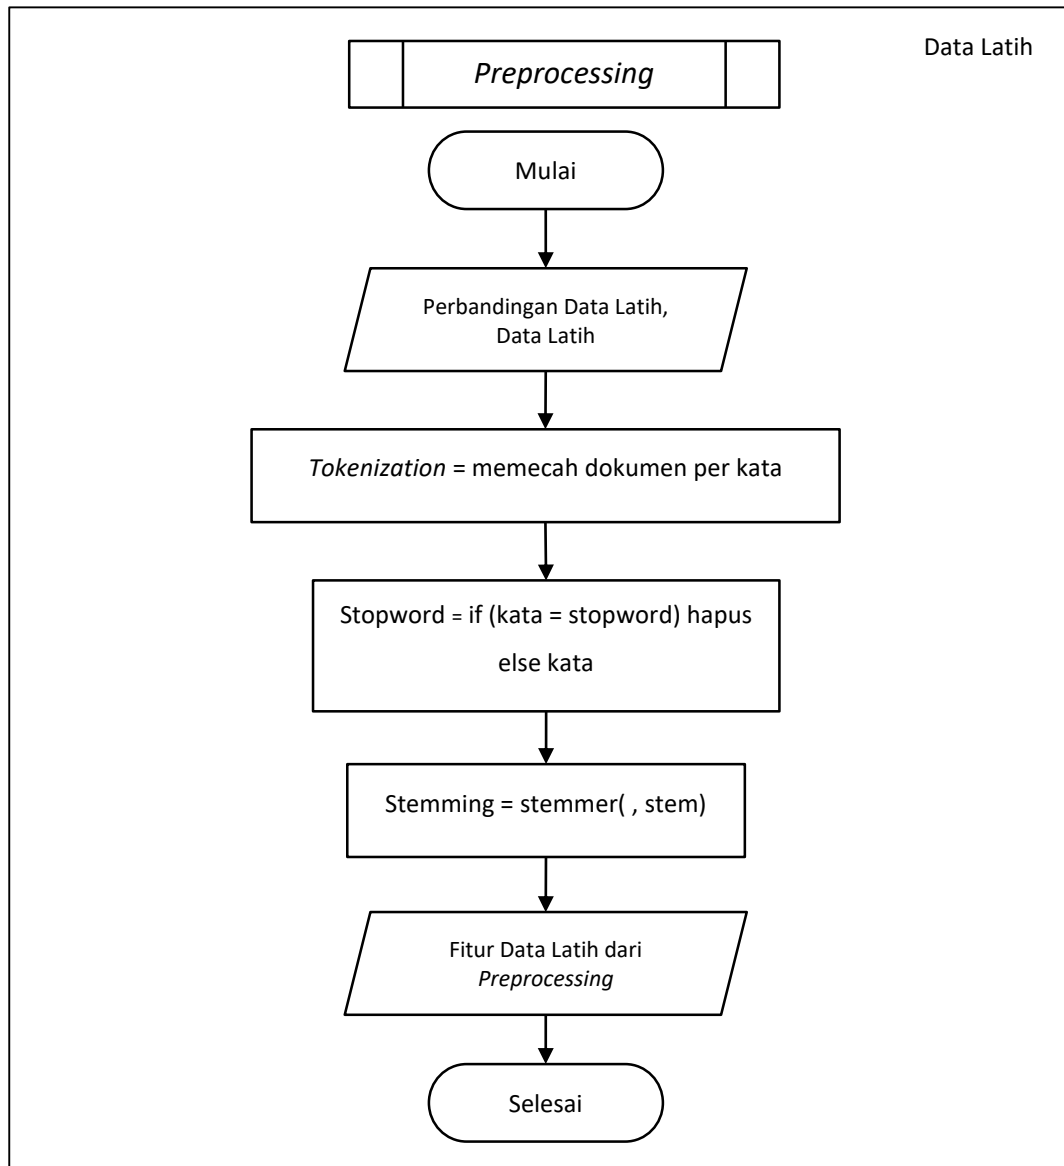 Data Latih
Preprocessing
Mulai
Perbandingan Data Latih,
Data Latih
Tokenization = memecah dokumen per kata
Stopword = if (kata = stopword) hapus
else kata
Stemming = stemmer( , stem)
Fitur Data Latih dari
Preprocessing
Selesai